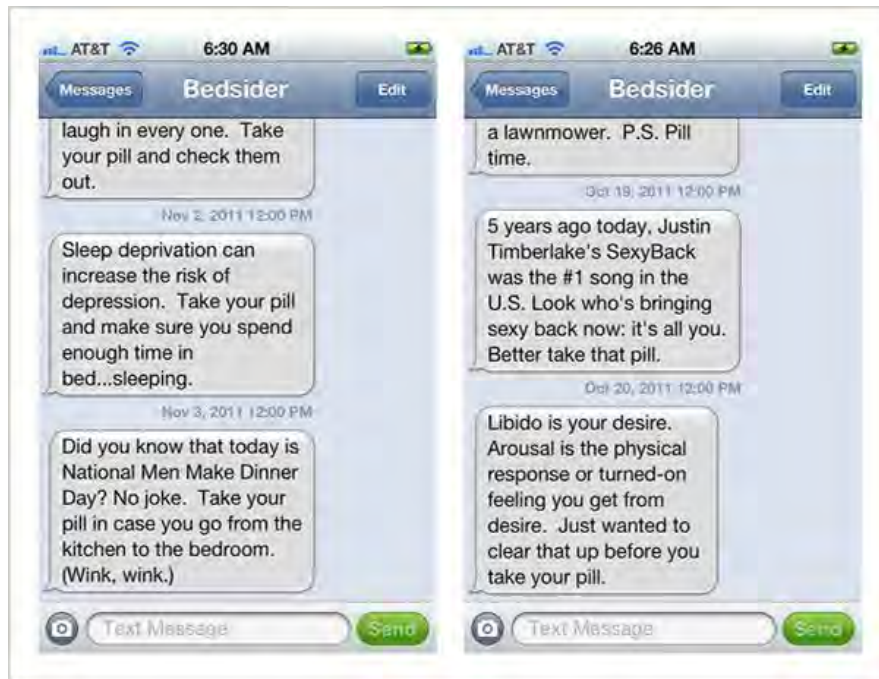 AT&T
6:30 AM
Messages
Bedsider
Edit
laugh in every one. Take
your pill and check them
out.
Nov 2, 2011 12:00 PM
Sleep deprivation can
increase the risk of
depression. Take your pill
and make sure you spend
enough time in
bed...sleeping.
Nov 3, 2011 12:00 PM
Did you know that today is
National Men Make Dinner
Day? No joke. Take your
pill in case you go from the
kitchen to the bedroom.
(Wink, wink.)
Text Message
Send
AT&T
6:26 AM
Messages
Bedsider
Edit
a lawnmower. P.S. Pill
time.
Oct 19, 2011 12:00 PM
5 years ago today, Justin
Timberlake's SexyBack
was the #1 song in the
U.S. Look who's bringing
sexy back now: it's all you.
Better take that pill.
Oct 20, 2011 12:00 PM
Libido is your desire.
Arousal is the physical
response or turned-on
feeling you get from
desire. Just wanted to
clear that up before you
take your pill.
Text Message
Send